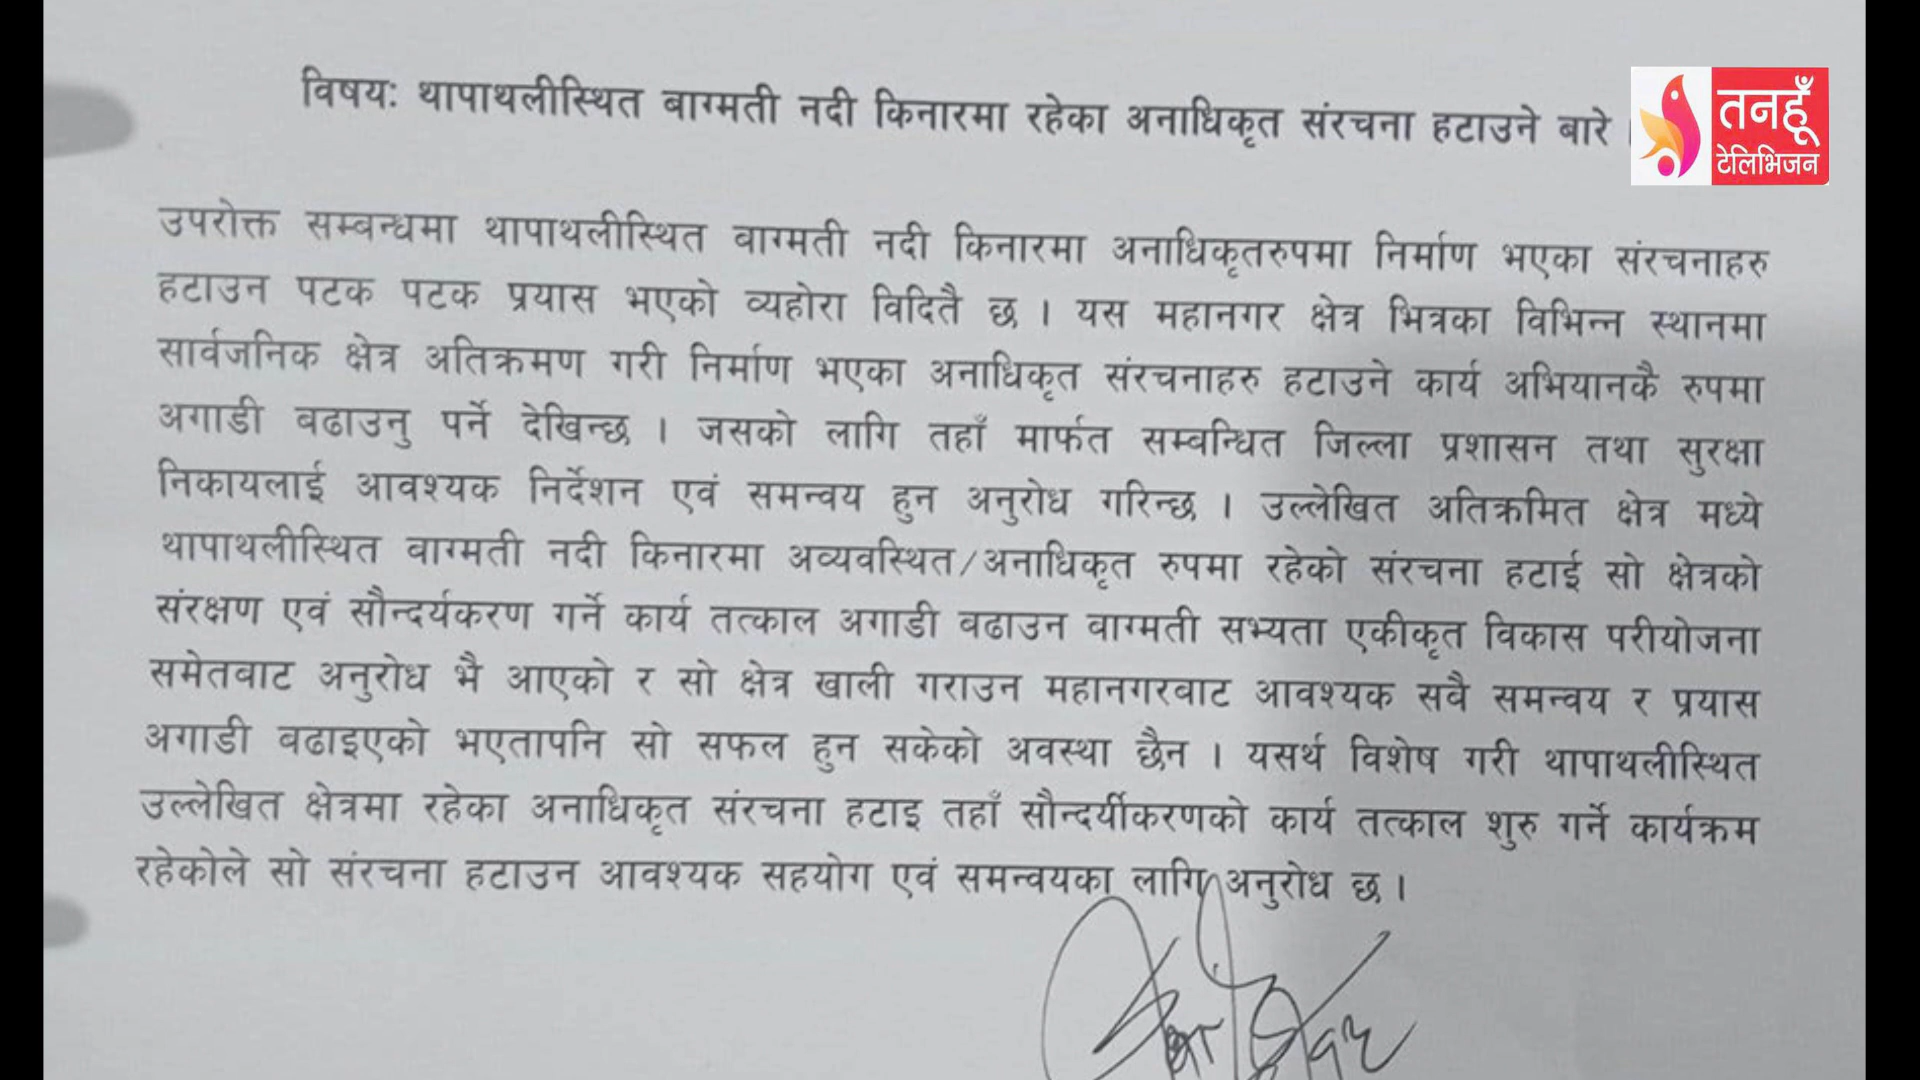 विषय: थापाथलीस्थित वाग्मती नदी किनारमा रहेका अनाधिकृत संरचना हटाउने बारे ।
तनहूँ
टेलिभिजन
उपरोक्त सम्बन्धमा थापाथलीस्थित वाग्मती नदी किनारमा अनाधिकृतरुपमा निर्माण भएका संरचनाहरु
हटाउन पटक पटक प्रयास भएको व्यहोरा विदितै छ । यस महानगर क्षेत्र भित्रका विभिन्न स्थानमा
सार्वजनिक क्षेत्र अतिक्रमण गरी निर्माण भएका अनाधिकृत संरचनाहरु हटाउने कार्य अभियानकै रुपमा
अगाडी बढाउनु पर्ने देखिन्छ । जसको लागि तहाँ मार्फत सम्बन्धित जिल्ला प्रशासन तथा सुरक्षा
निकायलाई आवश्यक निर्देशन एवं समन्वय हुन अनुरोध गरिन्छ । उल्लेखित अतिक्रमित क्षेत्र मध्ये
थापाथलीस्थित वाग्मती नदी किनारमा अव्यवस्थित/अनाधिकृत रुपमा रहेको संरचना हटाई सो क्षेत्रको
संरक्षण एवं सौन्दर्यकरण गर्ने कार्य तत्काल अगाडी बढाउन वाग्मती सभ्यता एकीकृत विकास परीयोजना
समेतवाट अनुरोध भै आएको र सो क्षेत्र खाली गराउन महानगरवाट आवश्यक सवै समन्वय र प्रयास
अगाडी बढाइएको भएतापनि सो सफल हुन सकेको अवस्था छैन । यसर्थ विशेष गरी थापाथलीस्थित
उल्लेखित क्षेत्रमा रहेका अनाधिकृत संरचना हटाइ तहाँ सौन्दर्यीकरणको कार्य तत्काल शुरु गर्ने कार्यक्रम
रहेकोले सो संरचना हटाउन आवश्यक सहयोग एवं समन्वयका लागि अनुरोध छ ।